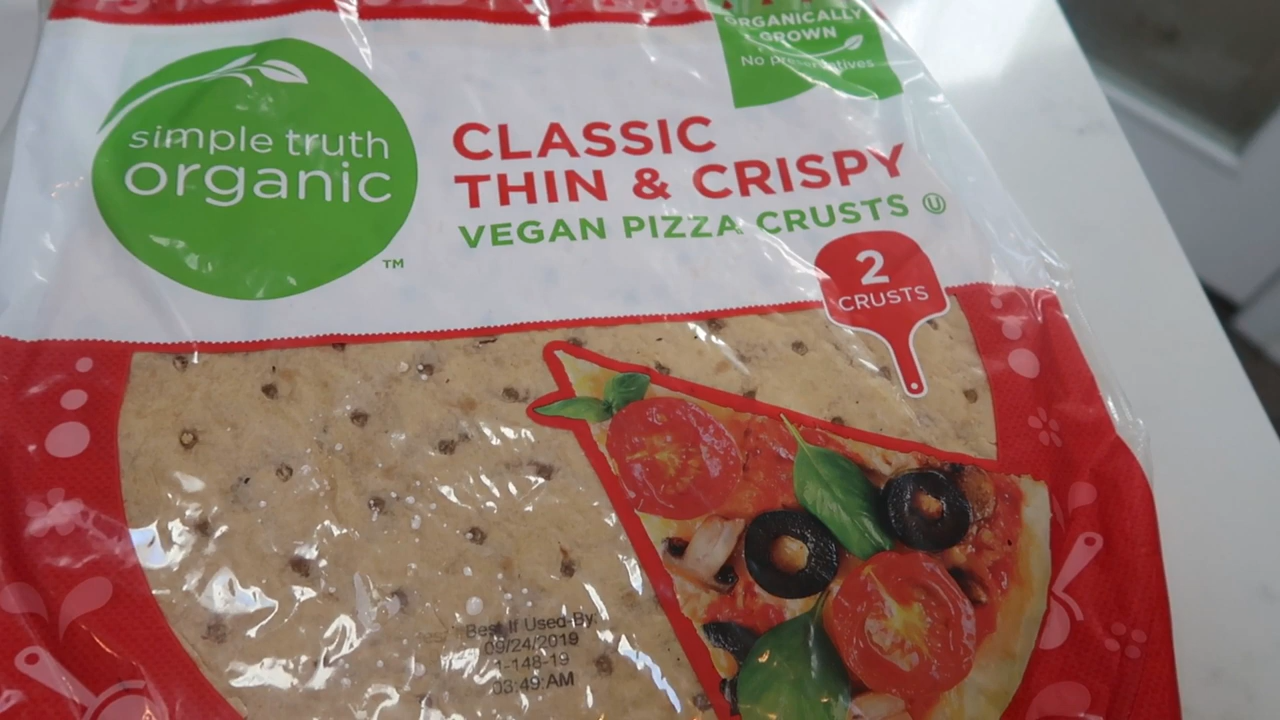 ORGANICALLY
GROWN
No preservatives
simple truth
organic
TM
CLASSIC
THIN & CRISPY
VEGAN PIZZA CRUSTS U
2
CRUSTS
Best If Used-By:
09/24/2019
1-148-19
03:49:AM